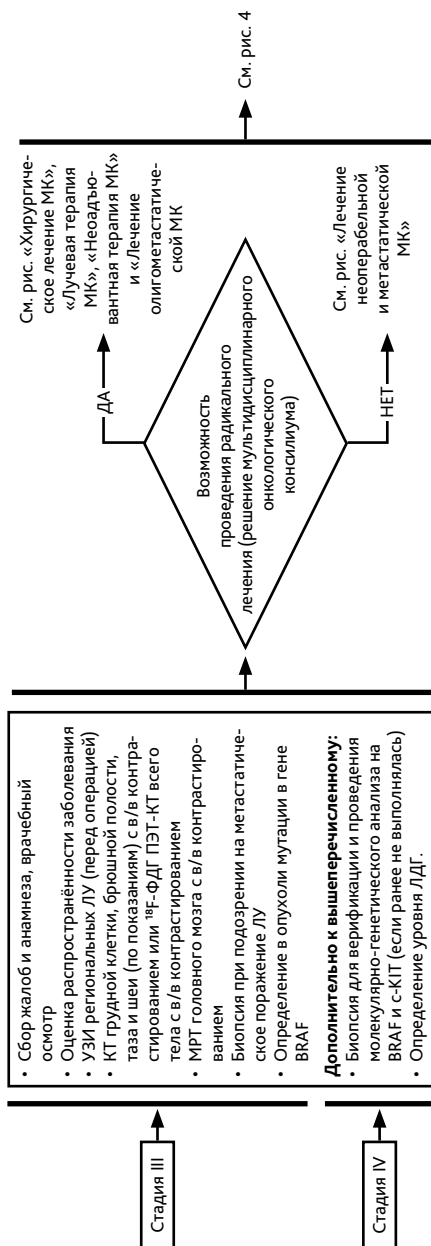 Стадия III
• Сбор жалоб и анамнеза, врачебный
осмотр
• Оценка распространённости заболевания
• УЗИ региональных ЛУ (перед операцией)
• КТ грудной клетки, брюшной полости,
таза и шеи (по показаниям) с в/в контра-
стированием или ¹⁸F-ФДГ ПЭТ-КТ всего
тела с в/в контрастированием
• МРТ головного мозга с в/в контрастиро-
ванием
• Биопсия при подозрении на метастатиче-
ское поражение ЛУ
• Определение в опухоли мутации в гене
BRAF
Стадия IV
Дополнительно к вышеперечисленному:
• Биопсия для верификации и проведения
молекулярно-генетического анализа на
BRAF и c-KIT (если ранее не выполнялась)
• Определение уровня ЛДГ.
Возможность
проведения радикального
лечения (решение мультидисциплинарного
онкологического
консилиума)
ДА
См. рис. «Хирургиче-
ское лечение МК»,
«Лучевая терапия
МК», «Неоадъю-
вантная терапия МК»
и «Лечение
олигометастатиче-
ской МК
НЕТ
См. рис. «Лечение
неоперабельной
и метастатической
МК»
См. рис. 4